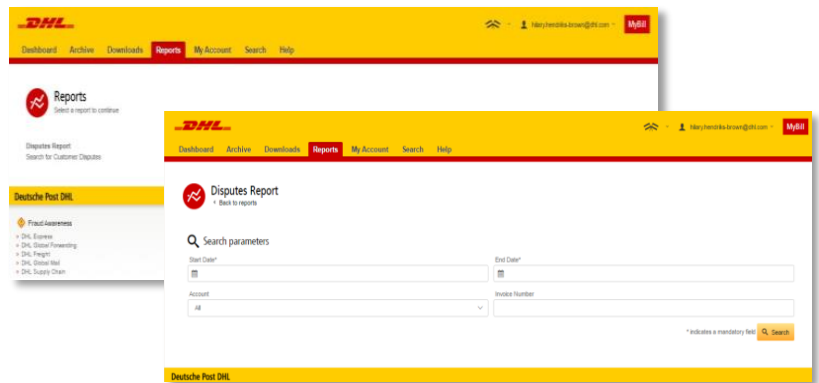 DHL
hilary.hendriks-brown@dhl.com
MyBill
Dashboard Archive Downloads Reports My Account Search Help
Reports
Select a report to continue
Disputes Report
Search for Customer Disputes
Deutsche Post DHL
Fraud Awareness
» DHL Express
» DHL Global Forwarding
» DHL Freight
» DHL Global Mail
» DHL Supply Chain
DHL
hilary.hendriks-brown@dhl.com
MyBill
Dashboard Archive Downloads Reports My Account Search Help
Disputes Report
‹ Back to reports
Search parameters
Start Date* End Date*
Account Invoice Number
All
* indicates a mandatory field Search
Deutsche Post DHL